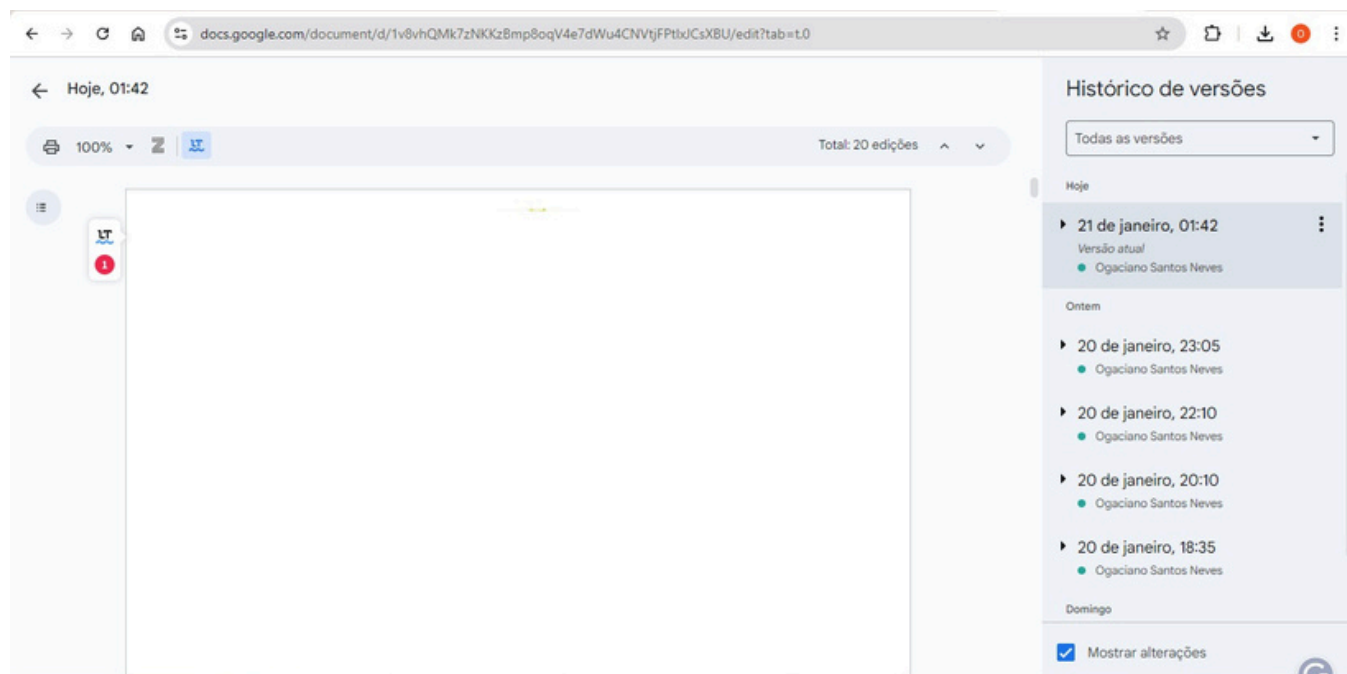 docs.google.com/document/d/1v8vhQMk7zNKKzBmp8oqV4e7dWu4CNVtjFPtlxJCsXBU/edit?tab=t.0
O
Hoje, 01:42
Histórico de versões
100%
Z
LT
Total: 20 edições
Todas as versões
Hoje
LT
1
21 de janeiro, 01:42
Versão atual
Ogaciano Santos Neves
Ontem
20 de janeiro, 23:05
Ogaciano Santos Neves
20 de janeiro, 22:10
Ogaciano Santos Neves
20 de janeiro, 20:10
Ogaciano Santos Neves
20 de janeiro, 18:35
Ogaciano Santos Neves
Domingo
Mostrar alterações